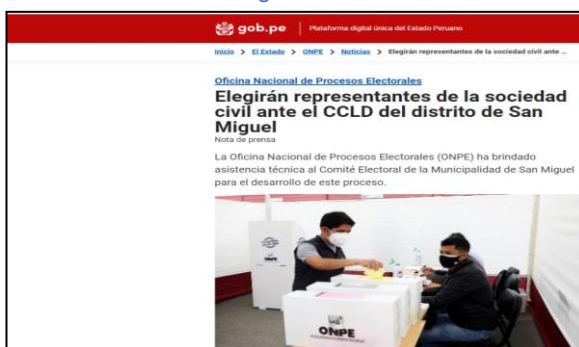 gob.pe | Plataforma digital única del Estado Peruano
Inicio > El Estado > ONPE > Noticias > Elegirán representantes de la sociedad civil ante el ...
Oficina Nacional de Procesos Electorales
Elegirán representantes de la sociedad
civil ante el CCLD del distrito de San
Miguel
Nota de prensa
La Oficina Nacional de Procesos Electorales (ONPE) ha brindado
asistencia técnica al Comité Electoral de la Municipalidad de San Miguel
para el desarrollo de este proceso.
ONPE
ONPE